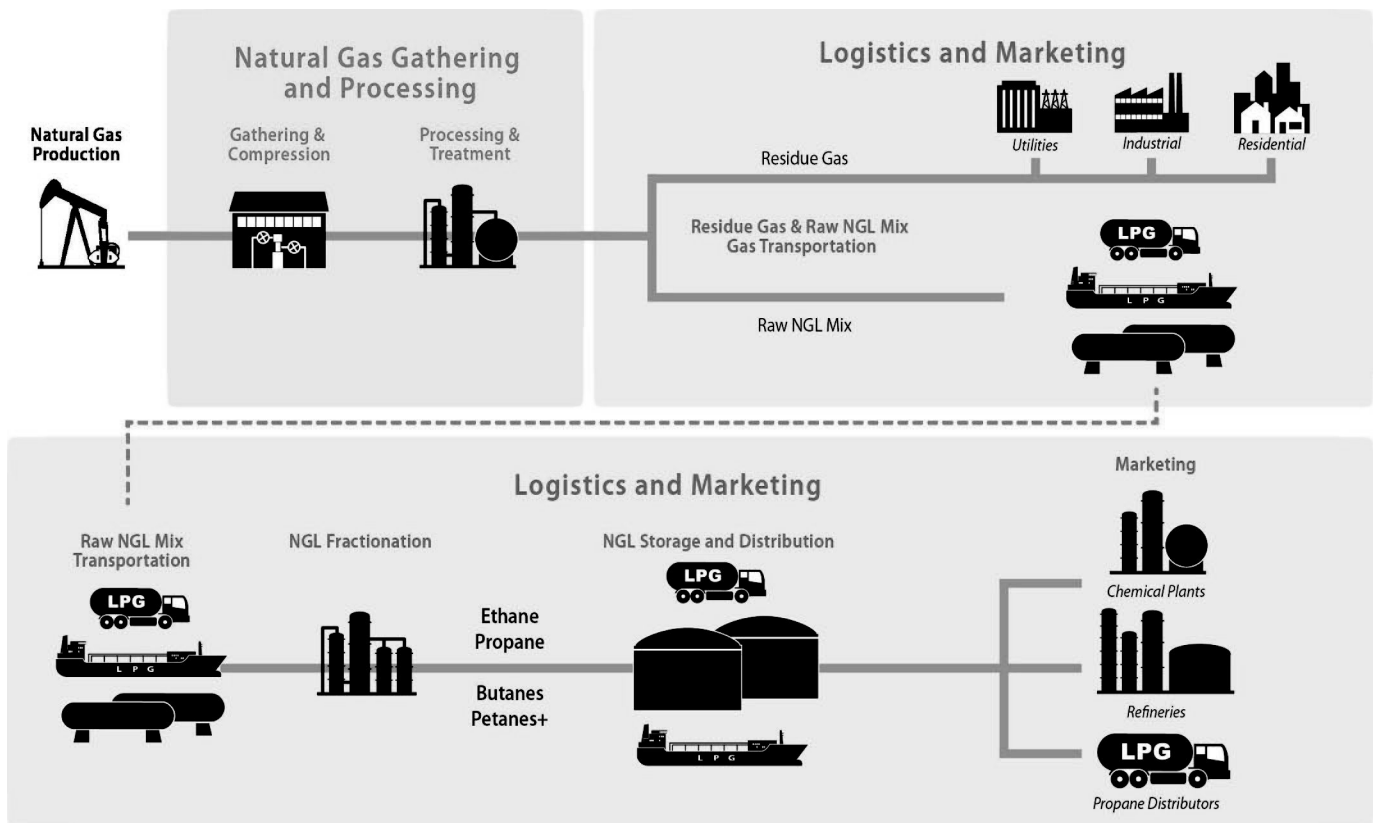 Natural Gas Gathering
and Processing
Logistics and Marketing
Natural Gas
Production
Gathering &
Compression
Processing &
Treatment
Residue Gas
Utilities
Industrial
Residential
Residue Gas & Raw NGL Mix
Gas Transportation
LPG
L P G
Raw NGL Mix
Logistics and Marketing
Marketing
Raw NGL Mix
Transportation
NGL Fractionation
NGL Storage and Distribution
LPG
L P G
Ethane
Propane
Butanes
Petanes+
LPG
L P G
Chemical Plants
Refineries
LPG
Propane Distributors